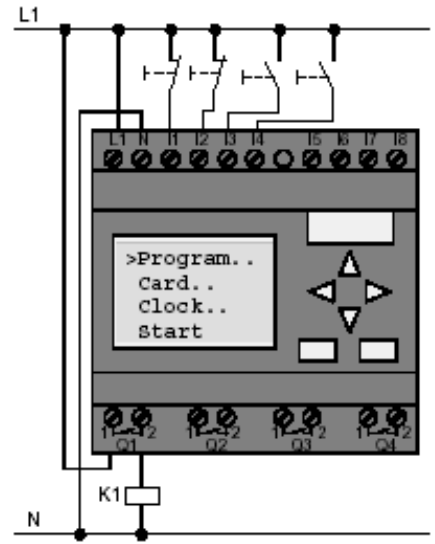 L1
L1 N I1 I2 I3 I4 I5 I6 I7 I8
>Program..
Card..
Clock..
Start
1 2 1 2 1 2 1 2
Q1 Q2 Q3 Q4
K1
N